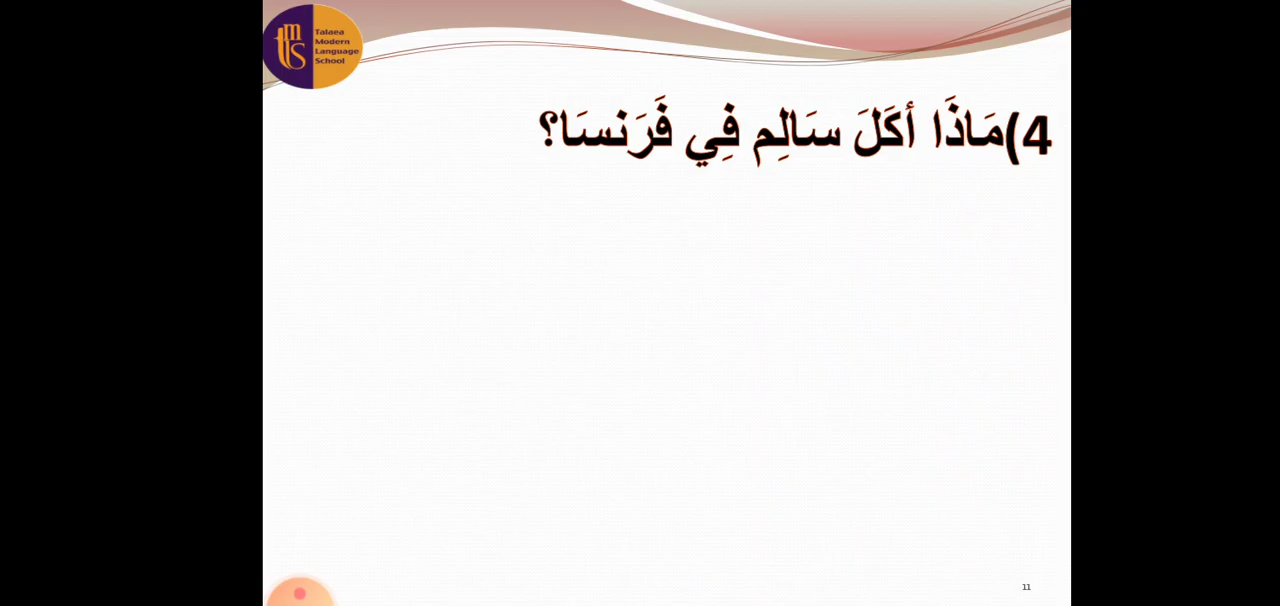 Talaea
Modern
Language
School
4)مَاذَا أكَلَ سَالِم فِي فَرَنسَا؟
11